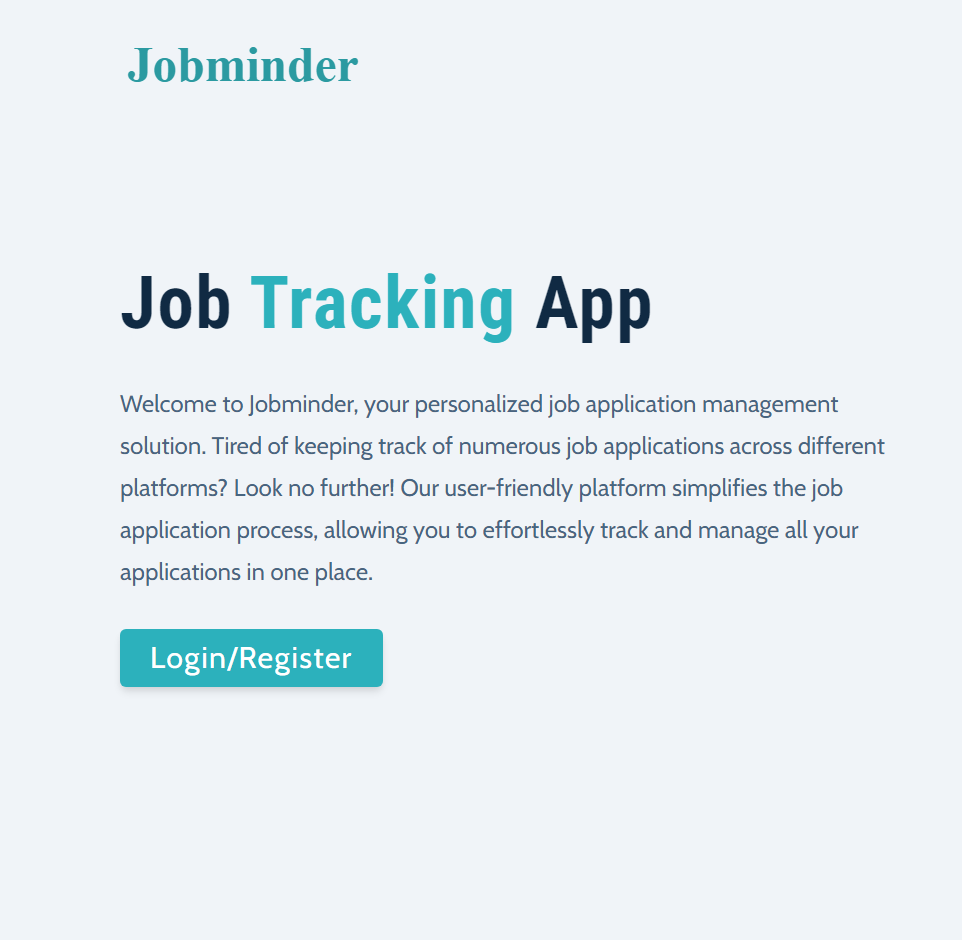 Jobminder
Job Tracking App
Welcome to Jobminder, your personalized job application management
solution. Tired of keeping track of numerous job applications across different
platforms? Look no further! Our user-friendly platform simplifies the job
application process, allowing you to effortlessly track and manage all your
applications in one place.
Login/Register